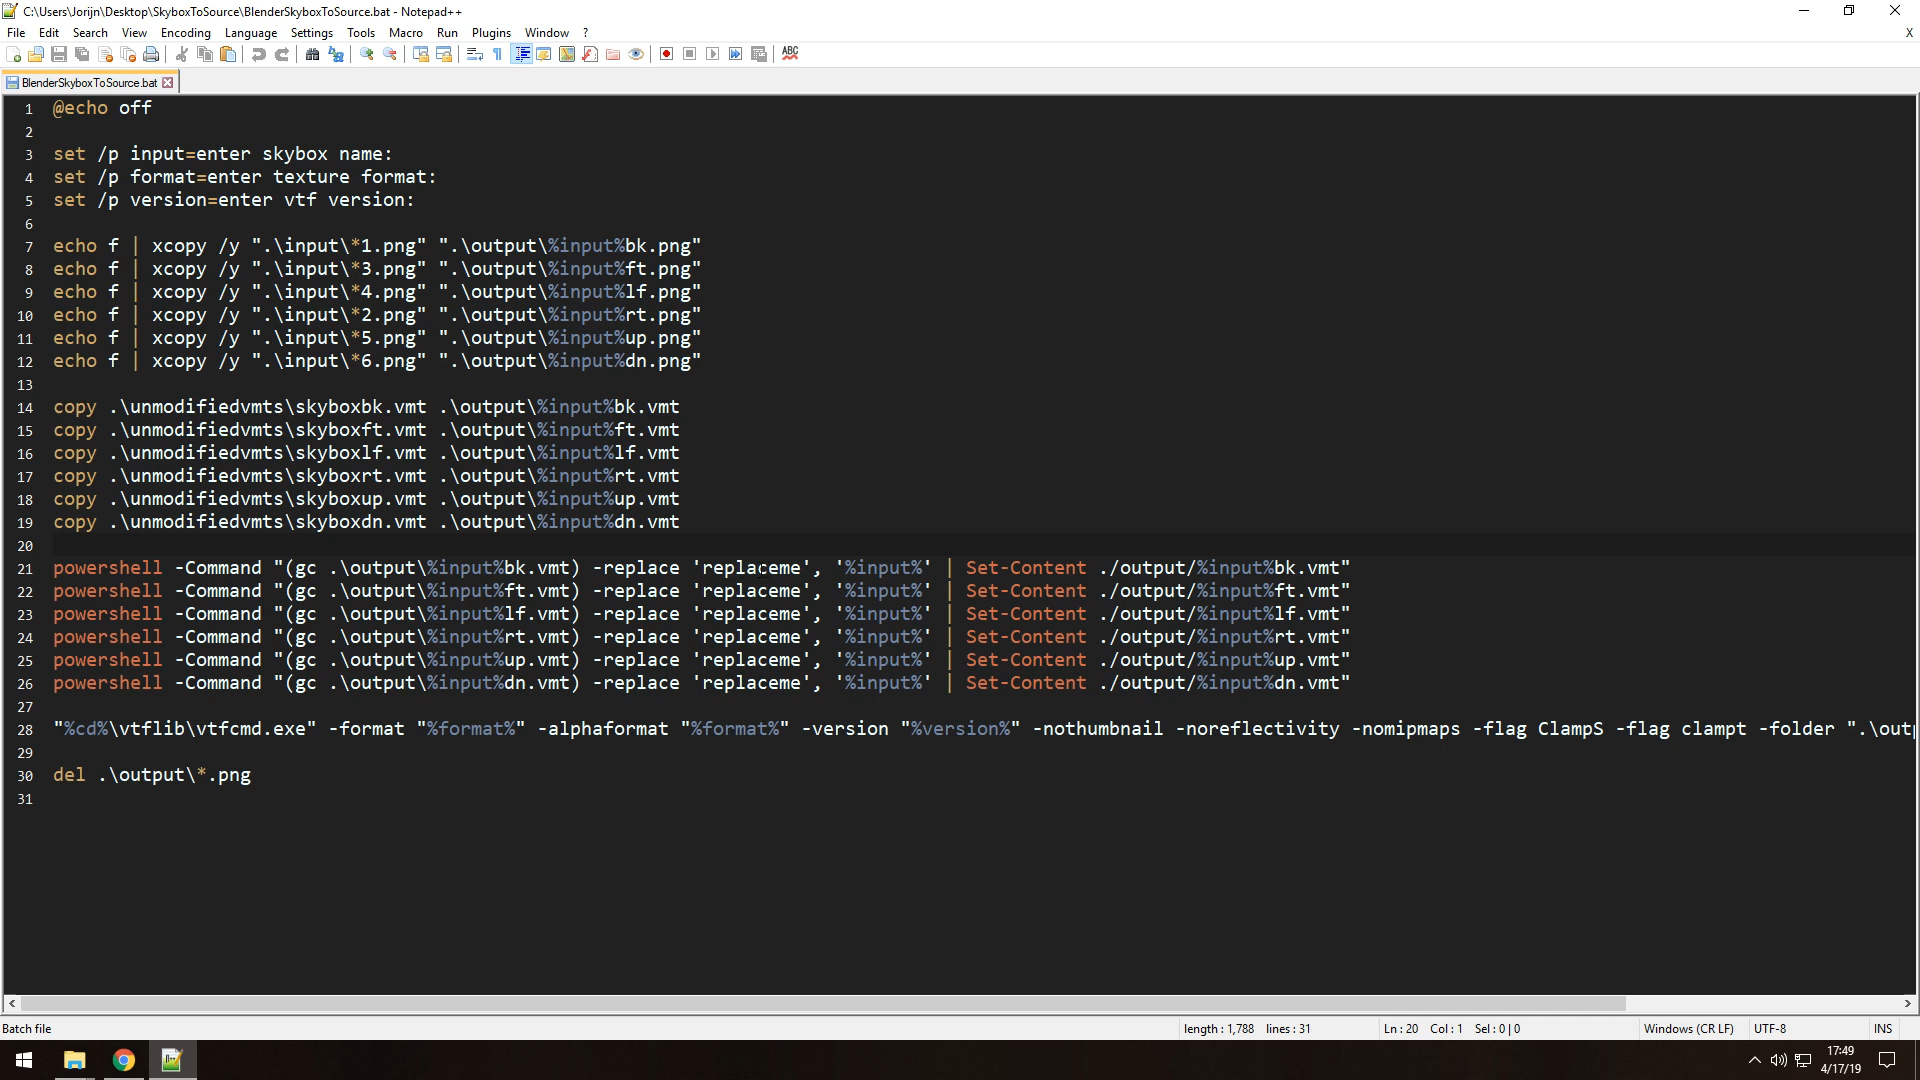 C:\Users\Jorijn\Desktop\SkyboxToSource\BlenderSkyboxToSource.bat - Notepad++
File Edit Search View Encoding Language Settings Tools Macro Run Plugins Window ? X
BlenderSkyboxToSource.bat
1 @echo off
2
3 set /p input=enter skybox name:
4 set /p format=enter texture format:
5 set /p version=enter vtf version:
6
7 echo f | xcopy /y ".\input\*1.png" ".\output\%input%bk.png"
8 echo f | xcopy /y ".\input\*3.png" ".\output\%input%ft.png"
9 echo f | xcopy /y ".\input\*4.png" ".\output\%input%lf.png"
10 echo f | xcopy /y ".\input\*2.png" ".\output\%input%rt.png"
11 echo f | xcopy /y ".\input\*5.png" ".\output\%input%up.png"
12 echo f | xcopy /y ".\input\*6.png" ".\output\%input%dn.png"
13
14 copy .\unmodifiedvmts\skyboxbk.vmt .\output\%input%bk.vmt
15 copy .\unmodifiedvmts\skyboxft.vmt .\output\%input%ft.vmt
16 copy .\unmodifiedvmts\skyboxlf.vmt .\output\%input%lf.vmt
17 copy .\unmodifiedvmts\skyboxrt.vmt .\output\%input%rt.vmt
18 copy .\unmodifiedvmts\skyboxup.vmt .\output\%input%up.vmt
19 copy .\unmodifiedvmts\skyboxdn.vmt .\output\%input%dn.vmt
20
21 powershell -Command "(gc .\output\%input%bk.vmt) -replace 'replaceme', '%input%' | Set-Content ./output/%input%bk.vmt"
22 powershell -Command "(gc .\output\%input%ft.vmt) -replace 'replaceme', '%input%' | Set-Content ./output/%input%ft.vmt"
23 powershell -Command "(gc .\output\%input%lf.vmt) -replace 'replaceme', '%input%' | Set-Content ./output/%input%lf.vmt"
24 powershell -Command "(gc .\output\%input%rt.vmt) -replace 'replaceme', '%input%' | Set-Content ./output/%input%rt.vmt"
25 powershell -Command "(gc .\output\%input%up.vmt) -replace 'replaceme', '%input%' | Set-Content ./output/%input%up.vmt"
26 powershell -Command "(gc .\output\%input%dn.vmt) -replace 'replaceme', '%input%' | Set-Content ./output/%input%dn.vmt"
27
28 "%cd%\vtflib\vtfcmd.exe" -format "%format%" -alphaformat "%format%" -version "%version%" -nothumbnail -noreflectivity -nomipmaps -flag ClampS -flag clampt -folder ".\outp
29
30 del .\output\*.png
31
Batch file length : 1,788 lines : 31 Ln : 20 Col : 1 Sel : 0 | 0 Windows (CR LF) UTF-8 INS
17:49
4/17/19